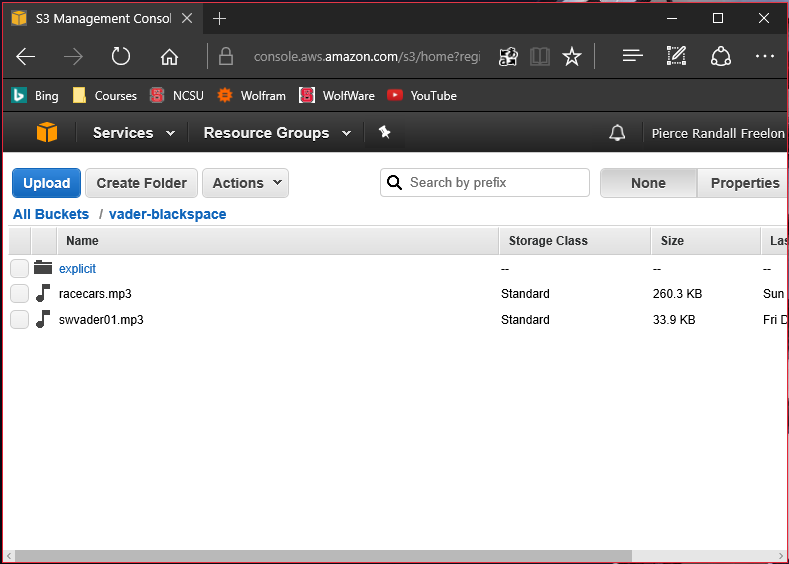 S3 Management Consol
console.aws.amazon.com/s3/home?regi
Bing Courses NCSU Wolfram WolfWare YouTube
Services Resource Groups Pierce Randall Freelon
Upload Create Folder Actions Search by prefix None Properties
All Buckets / vader-blackspace
Name Storage Class Size Las
explicit -- -- --
racecars.mp3 Standard 260.3 KB Sun
swvader01.mp3 Standard 33.9 KB Fri D